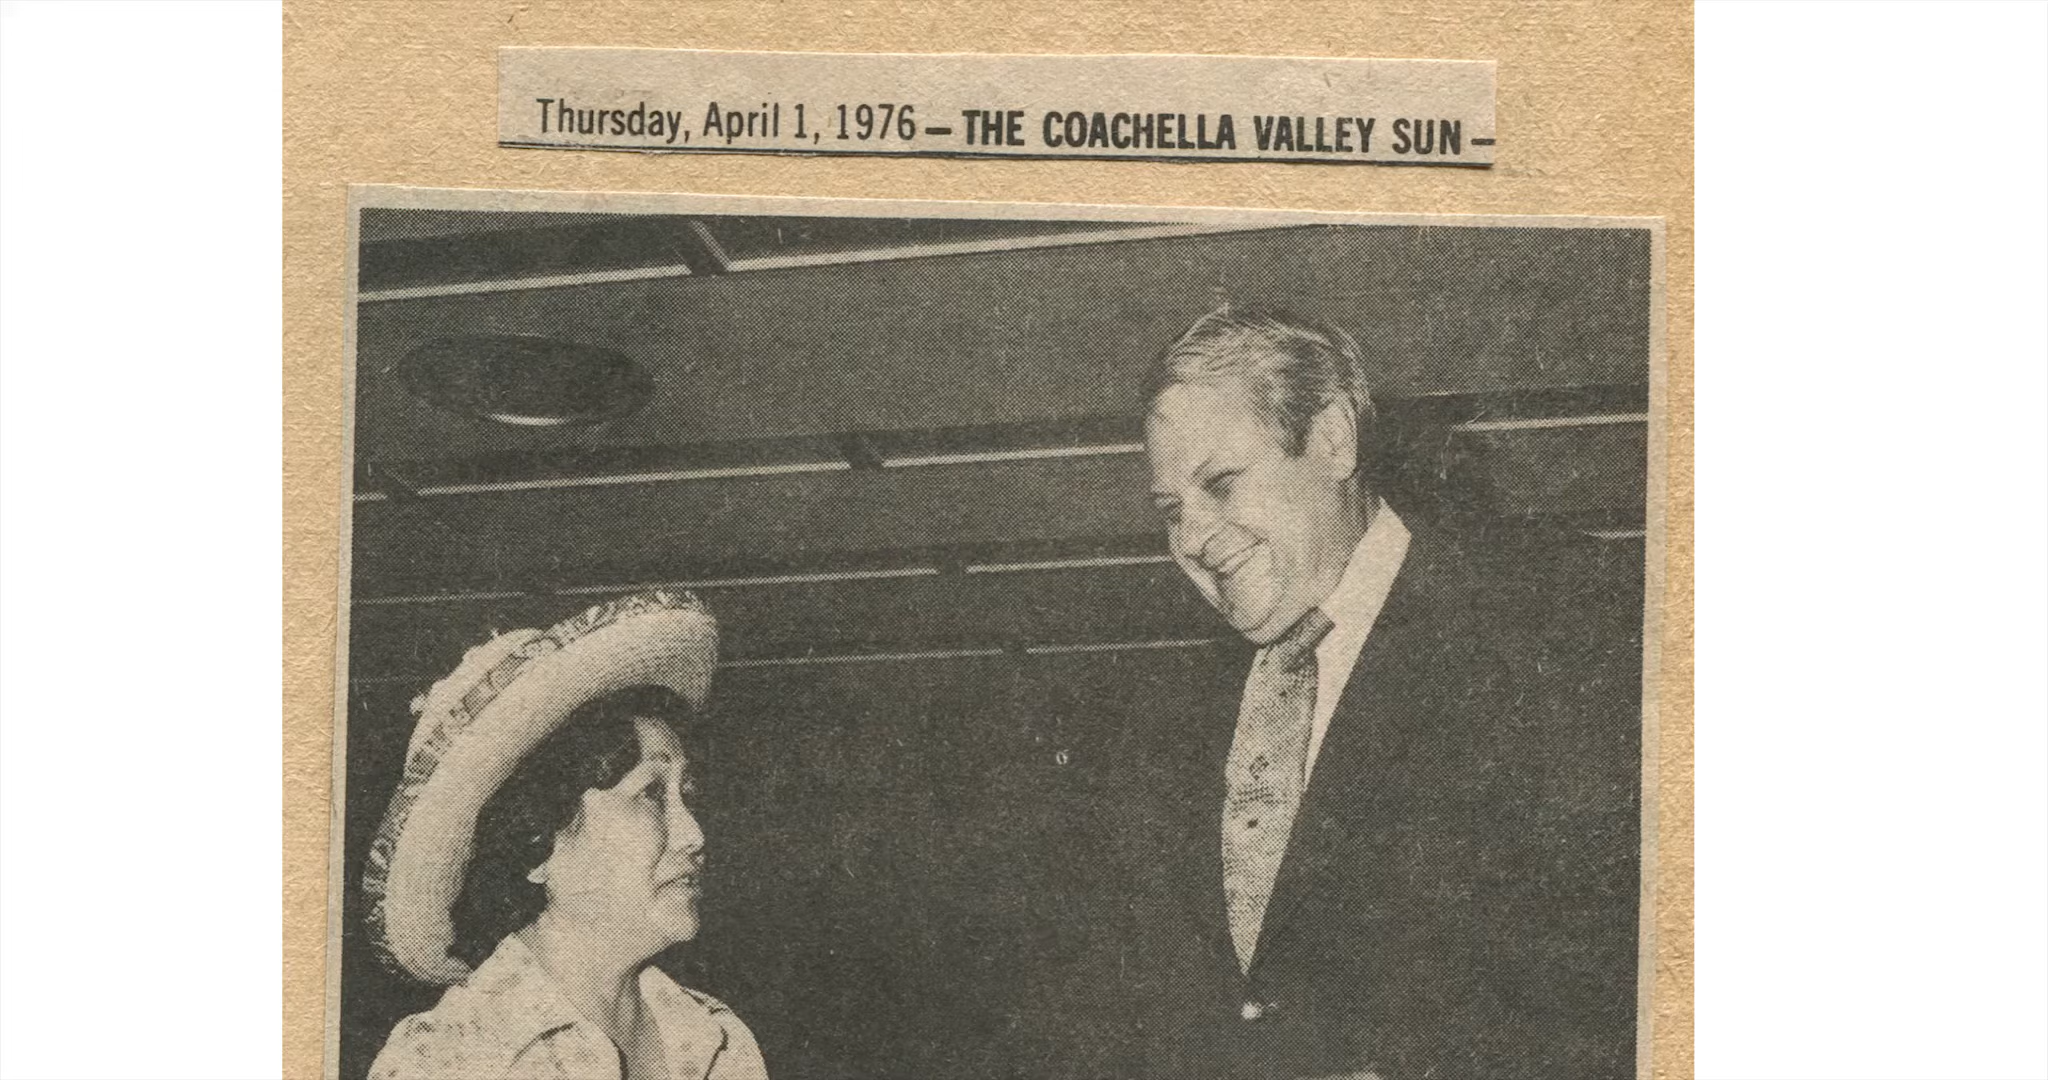 Thursday, April 1, 1976 — THE COACHELLA VALLEY SUN —